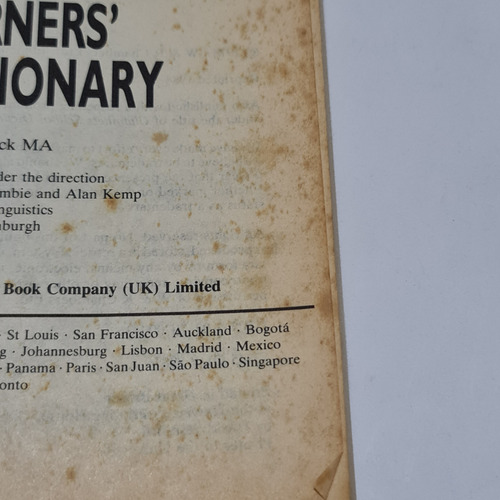 RNERS'
IONARY
ck MA
der the direction
mbie and Alan Kemp
nguistics
nburgh
Book Company (UK) Limited
· St Louis · San Francisco · Auckland · Bogotá
g · Johannesburg · Lisbon · Madrid · Mexico
· Panama · Paris · San Juan · São Paulo · Singapore
onto